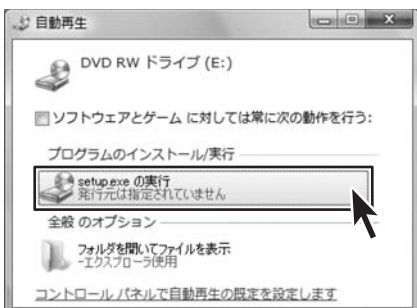 自動再生
DVD RW ドライブ (E:)
ソフトウェアとゲーム に対しては常に次の動作を行う:
プログラムのインストール/実行
setup.exe の実行
発行元は指定されていません
全般 のオプション
フォルダを開いてファイルを表示
-エクスプローラ使用
コントロール パネルで自動再生の既定を設定します